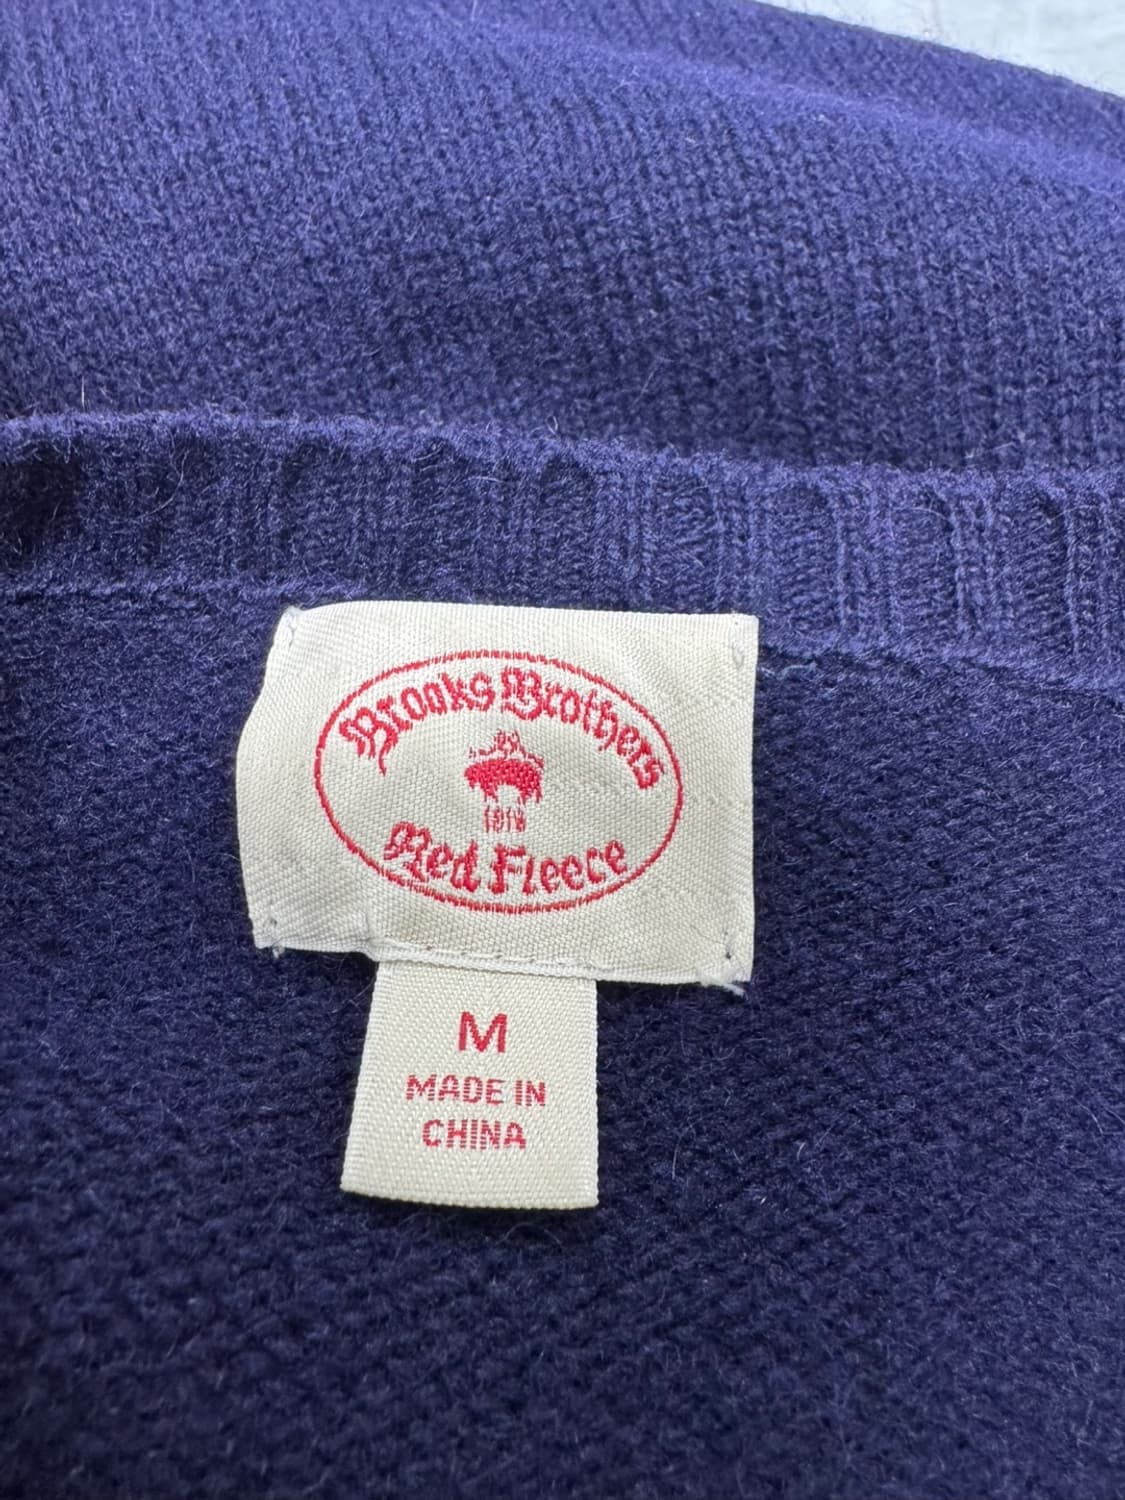 Brooks Brothers
1818
Red Fleece
M
MADE IN
CHINA